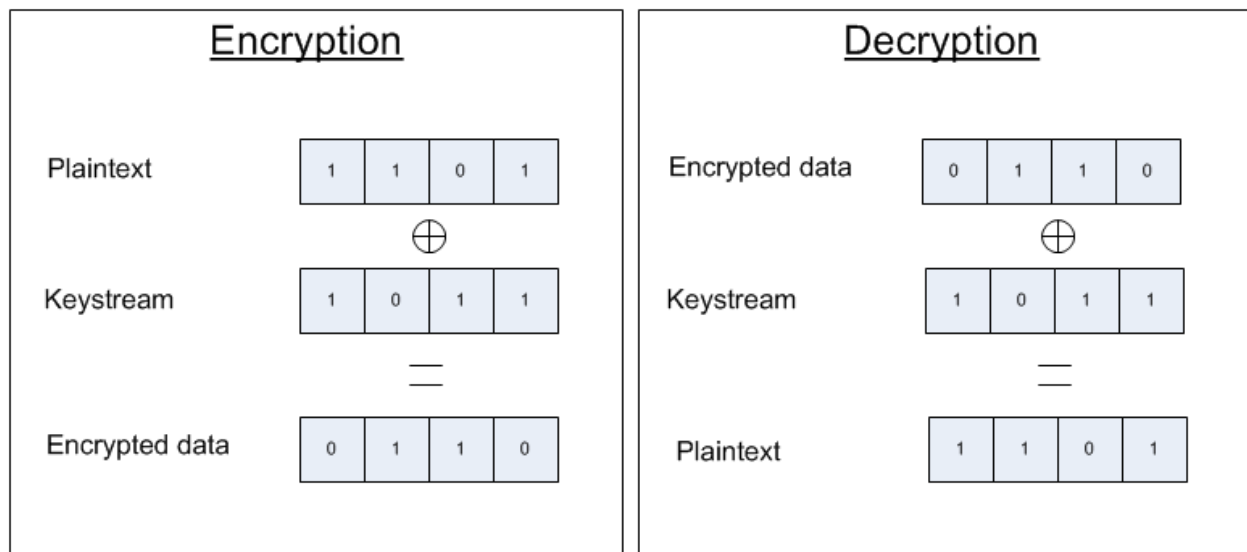 Encryption
Plaintext 1 1 0 1
⊕
Keystream 1 0 1 1
=
Encrypted data 0 1 1 0
Decryption
Encrypted data 0 1 1 0
⊕
Keystream 1 0 1 1
=
Plaintext 1 1 0 1